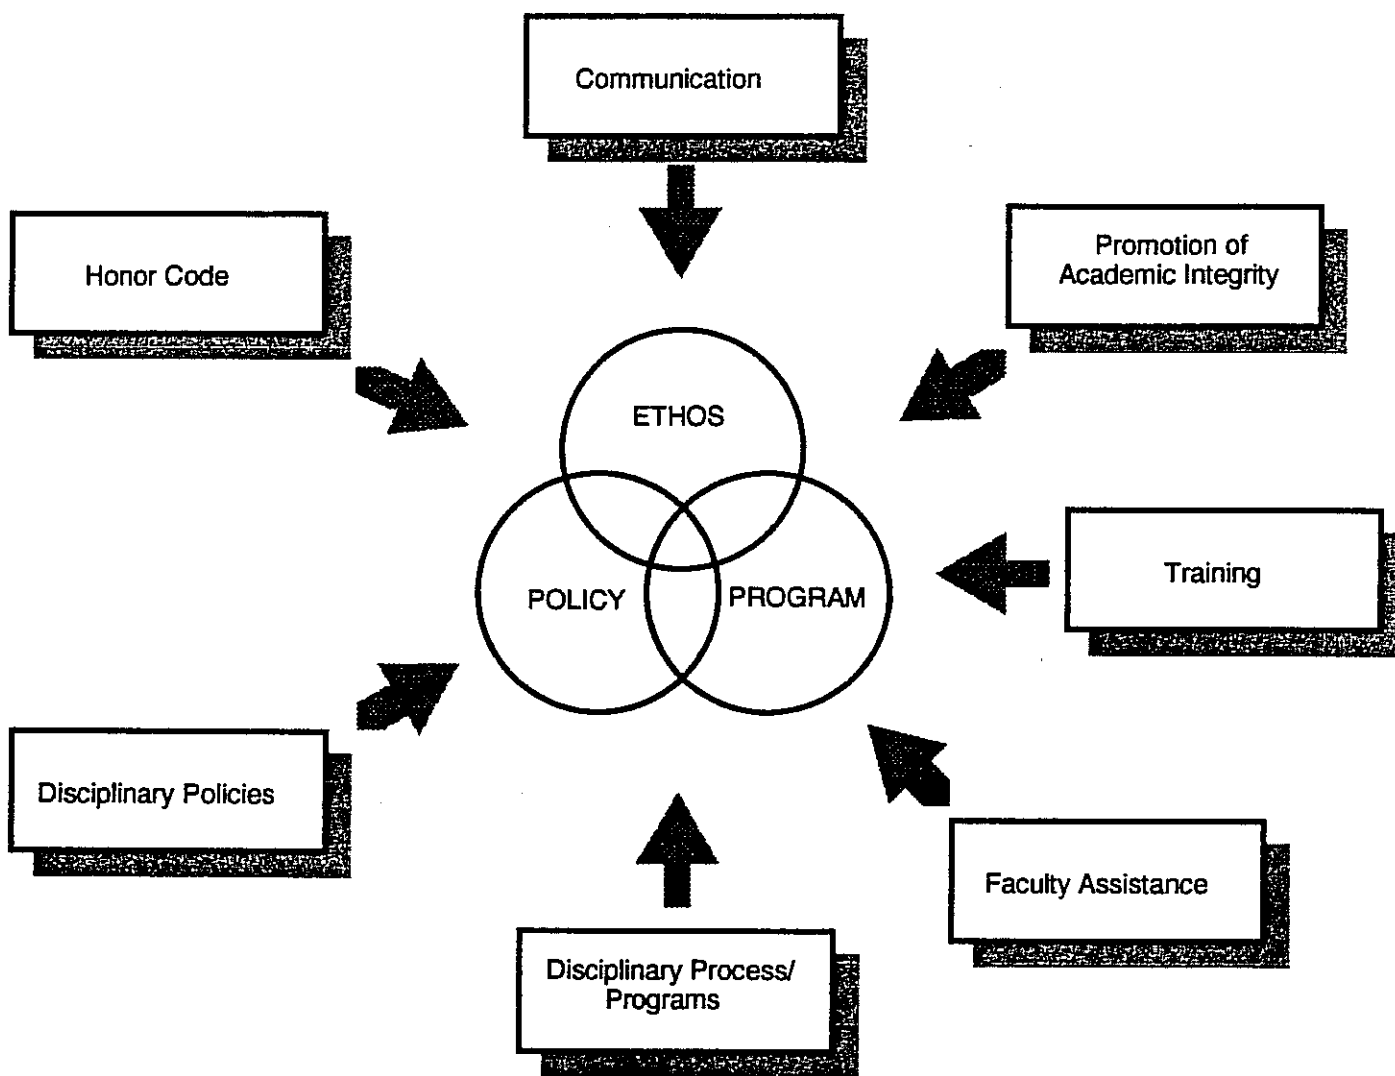 Communication
Honor Code
Promotion of
Academic Integrity
ETHOS
POLICY
PROGRAM
Training
Disciplinary Policies
Faculty Assistance
Disciplinary Process/
Programs